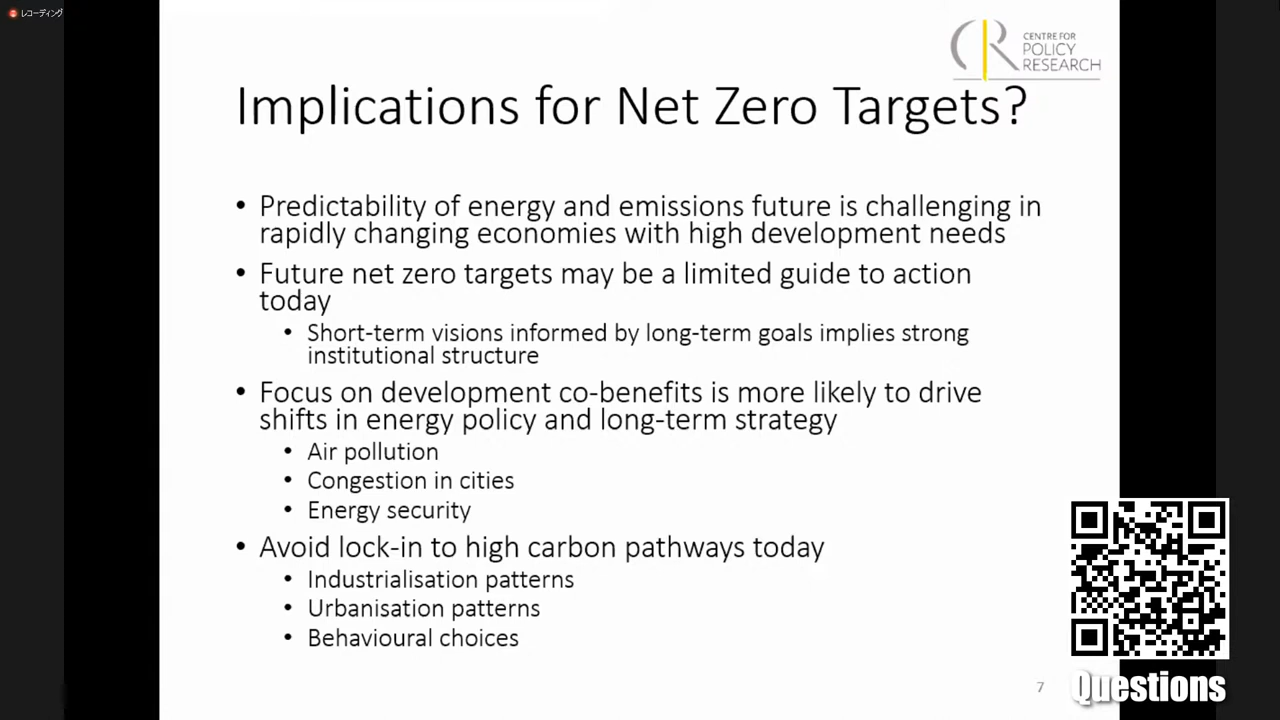 レコーディング
CENTRE FOR
POLICY
RESEARCH
Implications for Net Zero Targets?
• Predictability of energy and emissions future is challenging in
rapidly changing economies with high development needs
• Future net zero targets may be a limited guide to action
today
• Short-term visions informed by long-term goals implies strong
institutional structure
• Focus on development co-benefits is more likely to drive
shifts in energy policy and long-term strategy
• Air pollution
• Congestion in cities
• Energy security
• Avoid lock-in to high carbon pathways today
• Industrialisation patterns
• Urbanisation patterns
• Behavioural choices
7
Questions